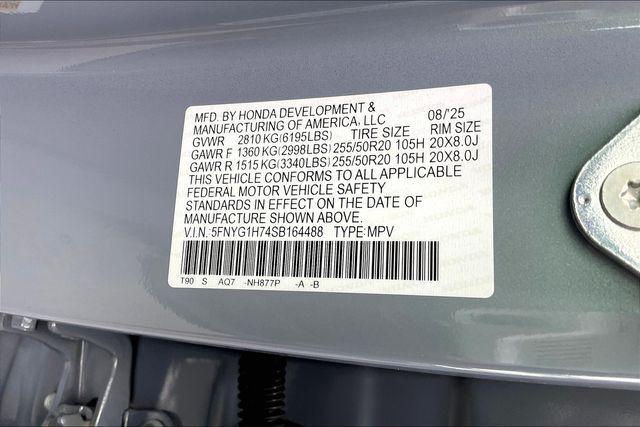 MFD. BY HONDA DEVELOPMENT & 08/'25
MANUFACTURING OF AMERICA, LLC
GVWR 2810 KG(6195LBS) TIRE SIZE RIM SIZE
GAWR F 1360 KG(2998LBS) 255/50R20 105H 20X8.0J
GAWR R 1515 KG(3340LBS) 255/50R20 105H 20X8.0J
THIS VEHICLE CONFORMS TO ALL APPLICABLE
FEDERAL MOTOR VEHICLE SAFETY
STANDARDS IN EFFECT ON THE DATE OF
MANUFACTURE SHOWN ABOVE.
V.I.N.:5FNYG1H74SB164488 TYPE:MPV
T90 S AQ7 -NH877P -A -B